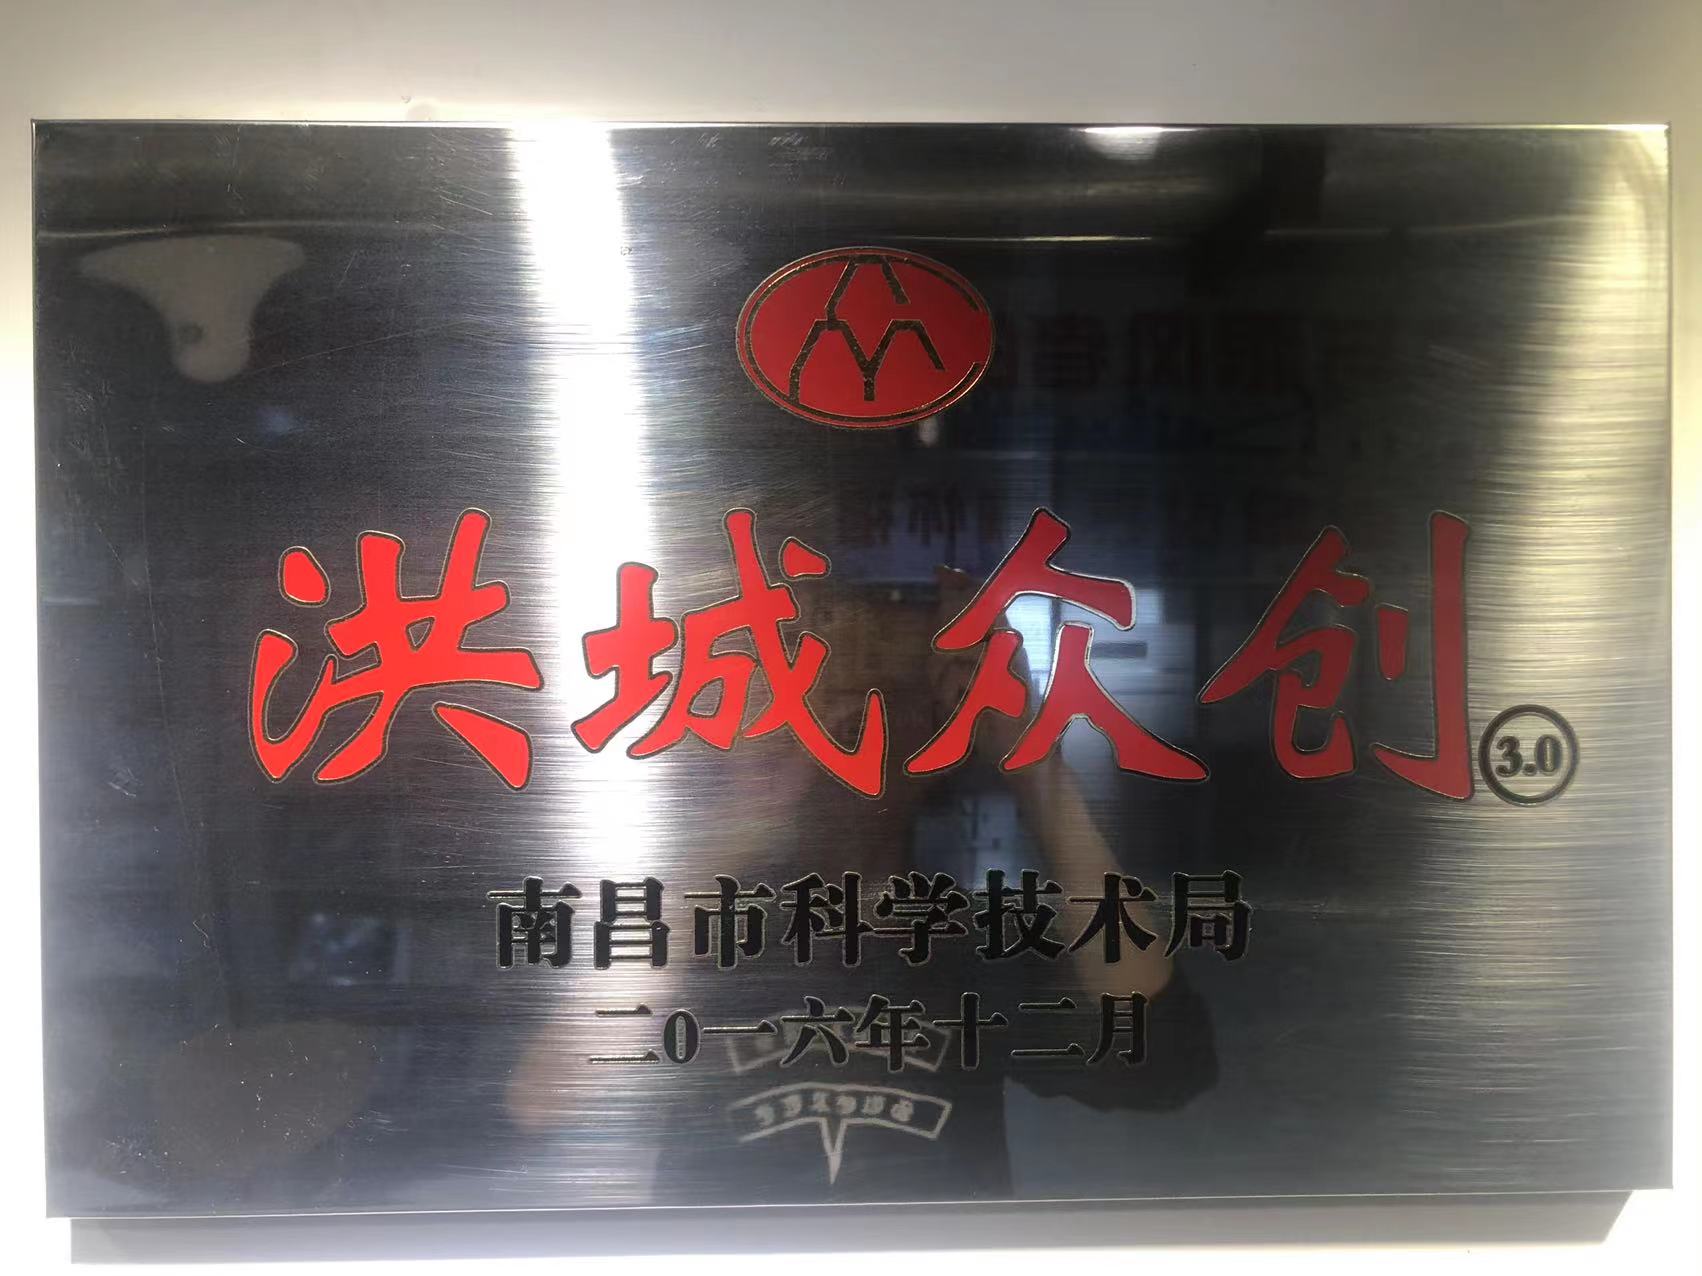 洪城众创 3.0
南昌市科学技术局
二0一六年十二月